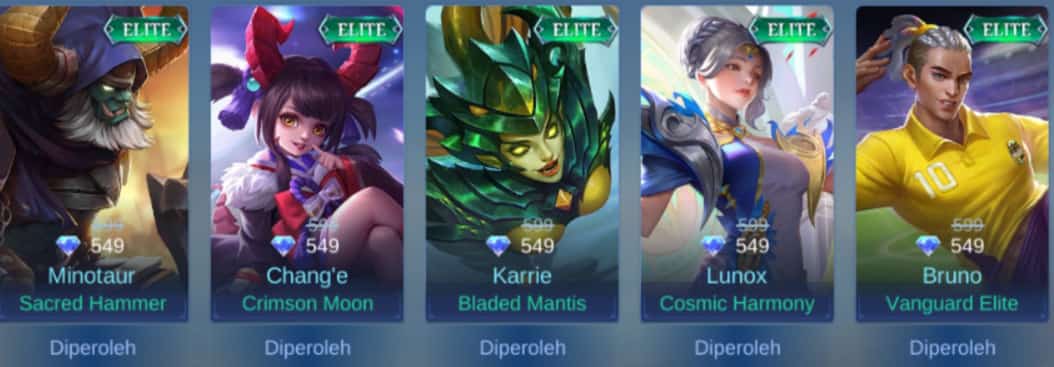 ELITE ELITE ELITE ELITE ELITE
10
599 599 599 599
549 549 549 549 549
Minotaur Chang'e Karrie Lunox Bruno
Sacred Hammer Crimson Moon Bladed Mantis Cosmic Harmony Vanguard Elite
Diperoleh Diperoleh Diperoleh Diperoleh Diperoleh